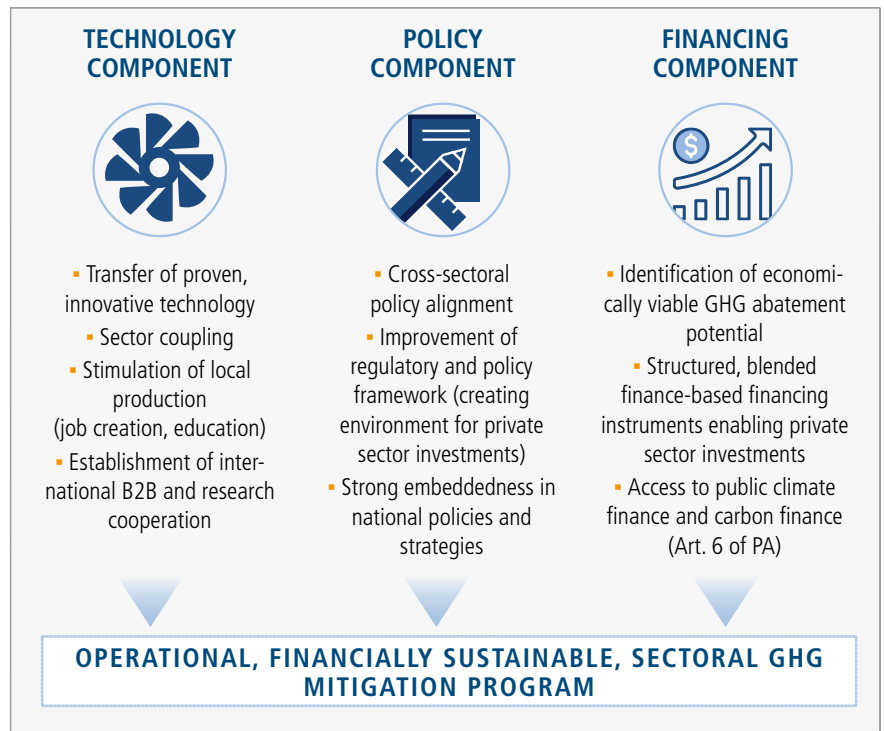 TECHNOLOGY
COMPONENT
▪ Transfer of proven,
innovative technology
▪ Sector coupling
▪ Stimulation of local
production
(job creation, education)
▪ Establishment of inter-
national B2B and research
cooperation
POLICY
COMPONENT
▪ Cross-sectoral
policy alignment
▪ Improvement of
regulatory and policy
framework (creating
environment for private
sector investments)
▪ Strong embeddedness in
national policies and
strategies
FINANCING
COMPONENT
$
▪ Identification of economi-
cally viable GHG abatement
potential
▪ Structured, blended
finance-based financing
instruments enabling private
sector investments
▪ Access to public climate
finance and carbon finance
(Art. 6 of PA)
OPERATIONAL, FINANCIALLY SUSTAINABLE, SECTORAL GHG
MITIGATION PROGRAM